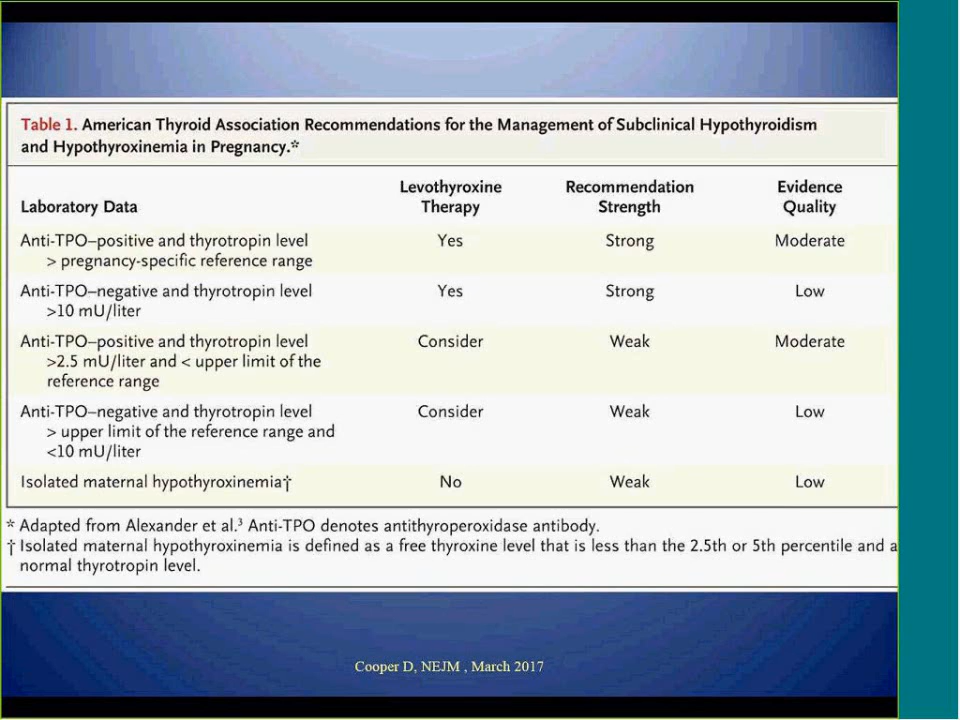 Table 1. American Thyroid Association Recommendations for the Management of Subclinical Hypothyroidism
and Hypothyroxinemia in Pregnancy.*
Laboratory Data
Levothyroxine
Therapy
Recommendation
Strength
Evidence
Quality
Anti-TPO–positive and thyrotropin level
> pregnancy-specific reference range
Yes
Strong
Moderate
Anti-TPO–negative and thyrotropin level
>10 mU/liter
Yes
Strong
Low
Anti-TPO–positive and thyrotropin level
>2.5 mU/liter and < upper limit of the
reference range
Consider
Weak
Moderate
Anti-TPO–negative and thyrotropin level
> upper limit of the reference range and
<10 mU/liter
Consider
Weak
Low
Isolated maternal hypothyroxinemia†
No
Weak
Low
* Adapted from Alexander et al.³ Anti-TPO denotes antithyroperoxidase antibody.
† Isolated maternal hypothyroxinemia is defined as a free thyroxine level that is less than the 2.5th or 5th percentile and a
normal thyrotropin level.
Cooper D, NEJM , March 2017